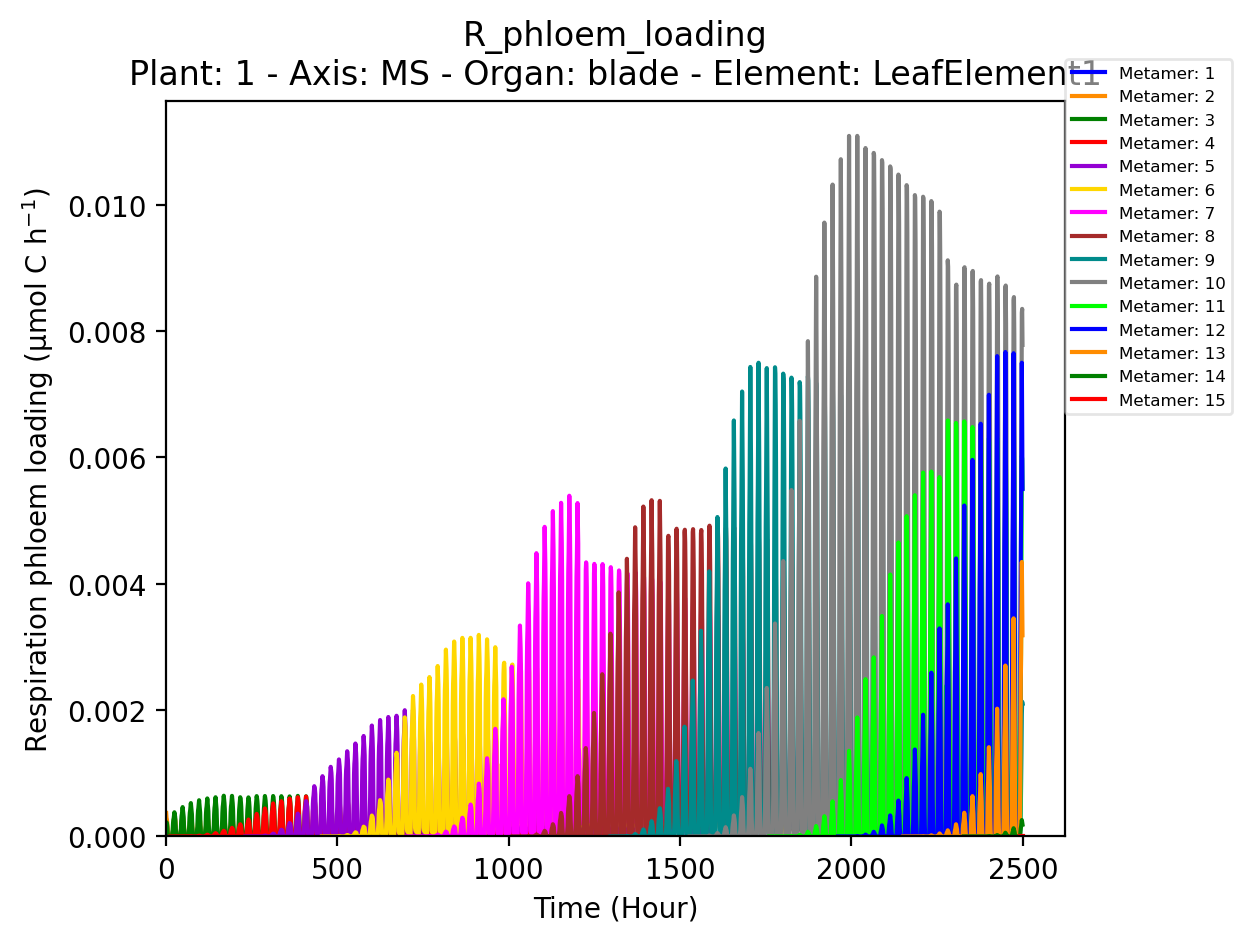 R_phloem_loading
Plant: 1 - Axis: MS - Organ: blade - Element: LeafElement1
Respiration phloem loading (µmol C h⁻¹)
0.010
0.008
0.006
0.004
0.002
0.000
0 500 1000 1500 2000 2500
Time (Hour)
Metamer: 1
Metamer: 2
Metamer: 3
Metamer: 4
Metamer: 5
Metamer: 6
Metamer: 7
Metamer: 8
Metamer: 9
Metamer: 10
Metamer: 11
Metamer: 12
Metamer: 13
Metamer: 14
Metamer: 15